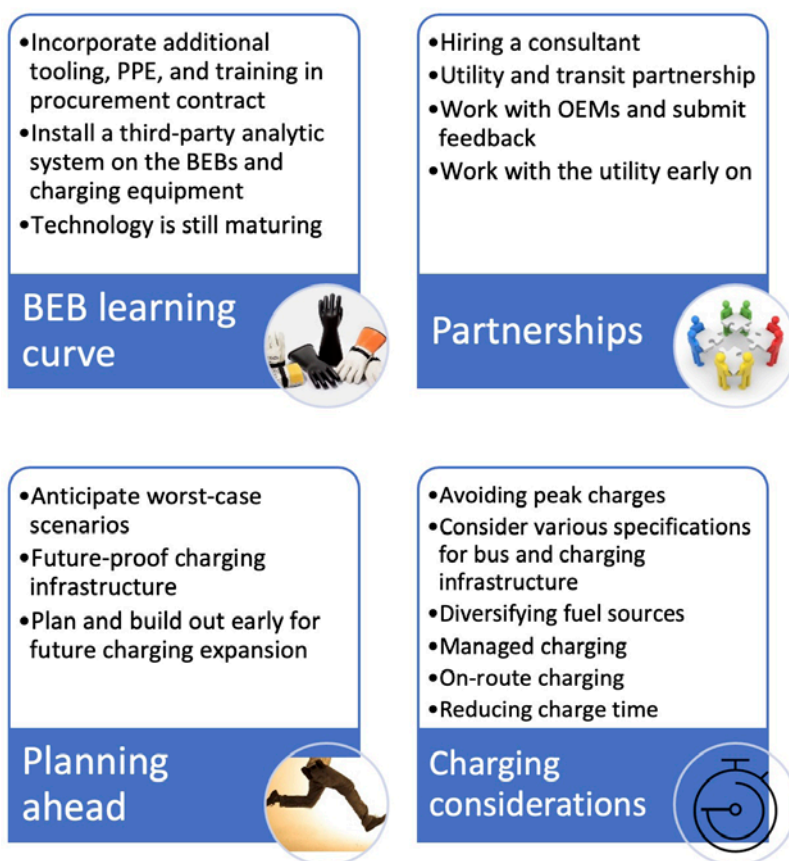 •Incorporate additional
tooling, PPE, and training in
procurement contract
•Install a third-party analytic
system on the BEBs and
charging equipment
•Technology is still maturing
BEB learning
curve
•Hiring a consultant
•Utility and transit partnership
•Work with OEMs and submit
feedback
•Work with the utility early on
Partnerships
•Anticipate worst-case
scenarios
•Future-proof charging
infrastructure
•Plan and build out early for
future charging expansion
Planning
ahead
•Avoiding peak charges
•Consider various specifications
for bus and charging
infrastructure
•Diversifying fuel sources
•Managed charging
•On-route charging
•Reducing charge time
Charging
considerations